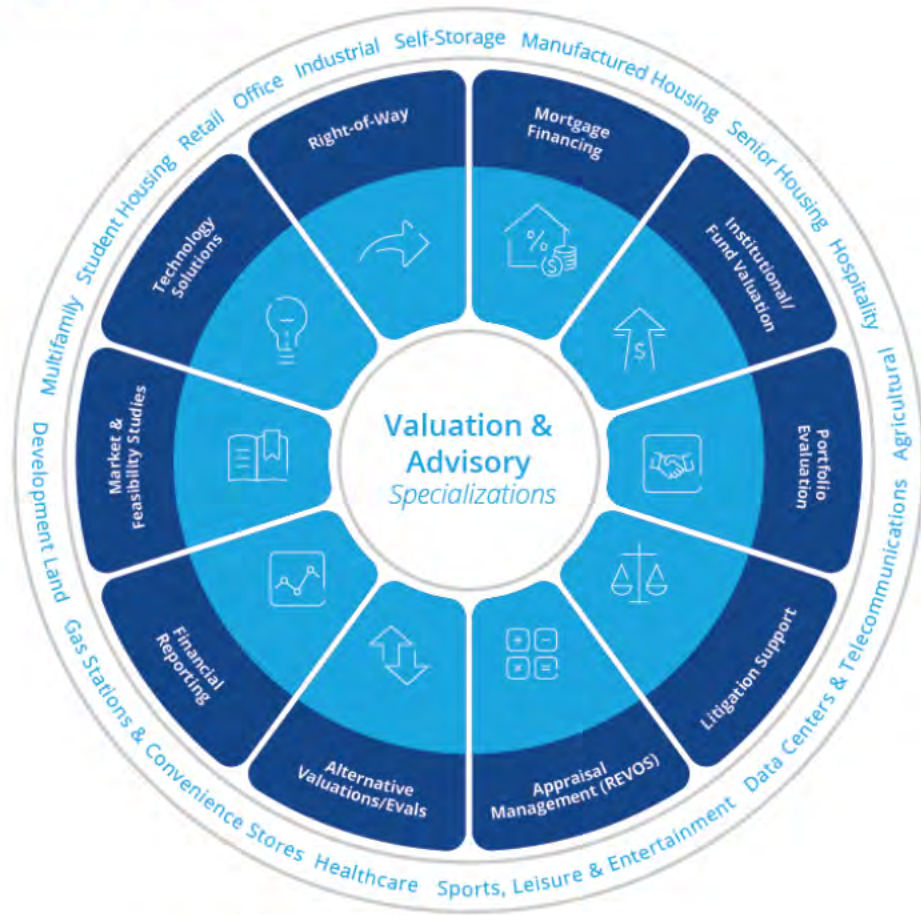 Valuation &
Advisory
Specializations
Mortgage
Financing
Institutional/
Fund Valuation
Portfolio
Evaluation
Litigation Support
Appraisal
Management (REVOS)
Alternative
Valuations/Evals
Financial
Reporting
Market &
Feasibility Studies
Technology
Solutions
Right-of-Way
Multifamily
Student Housing
Retail
Office
Industrial
Self-Storage
Manufactured Housing
Senior Housing
Hospitality
Agricultural
Data Centers & Telecommunications
Sports, Leisure & Entertainment
Healthcare
Gas Stations & Convenience Stores
Development Land